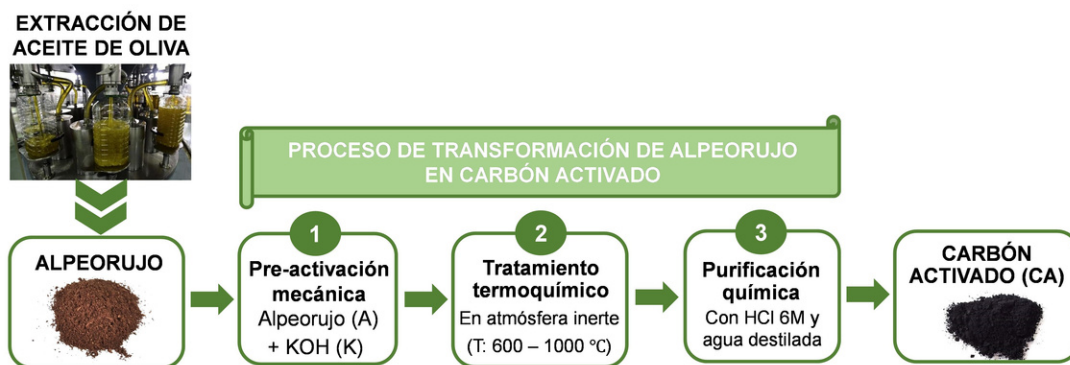 EXTRACCIÓN DE
ACEITE DE OLIVA
PROCESO DE TRANSFORMACIÓN DE ALPEORUJO
EN CARBÓN ACTIVADO
ALPEORUJO
1
Pre-activación
mecánica
Alpeorujo (A)
+ KOH (K)
2
Tratamiento
termoquímico
En atmósfera inerte
(T: 600 – 1000 °C)
3
Purificación
química
Con HCl 6M y
agua destilada
CARBÓN
ACTIVADO (CA)